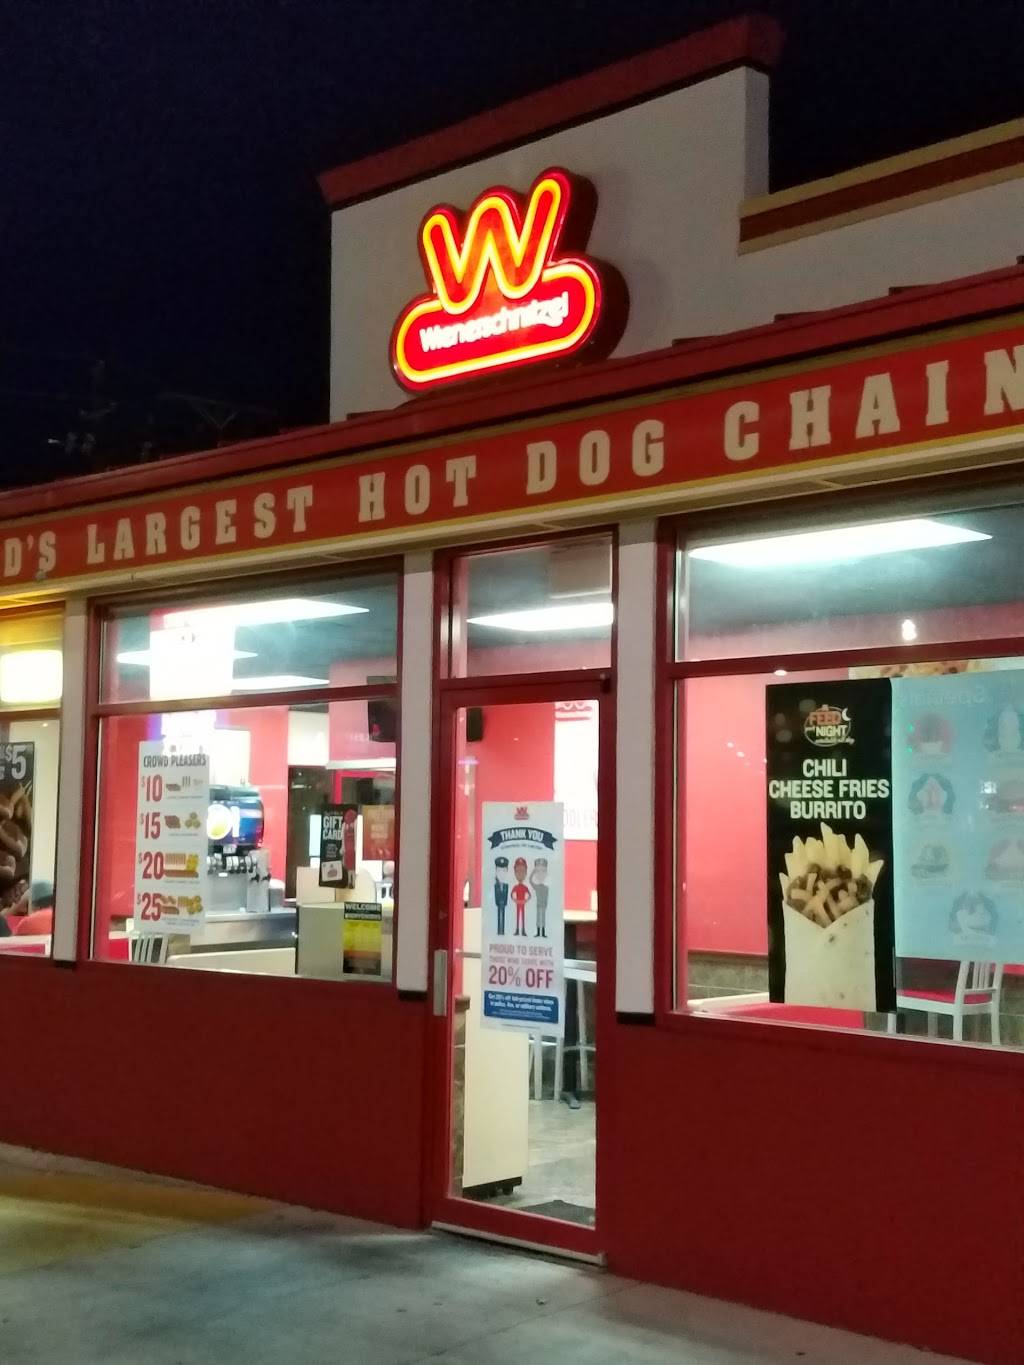 W
Wienerschnitzel
D'S LARGEST HOT DOG CHAIN
$5
CROWD PLEASERS
$10
$15
$20
$25
GIFT
CARD
WELCOME
THANK YOU
PROUD TO SERVE
THOSE WHO SERVE WITH
20% OFF
FEED
NIGHT
CHILI
CHEESE FRIES
BURRITO